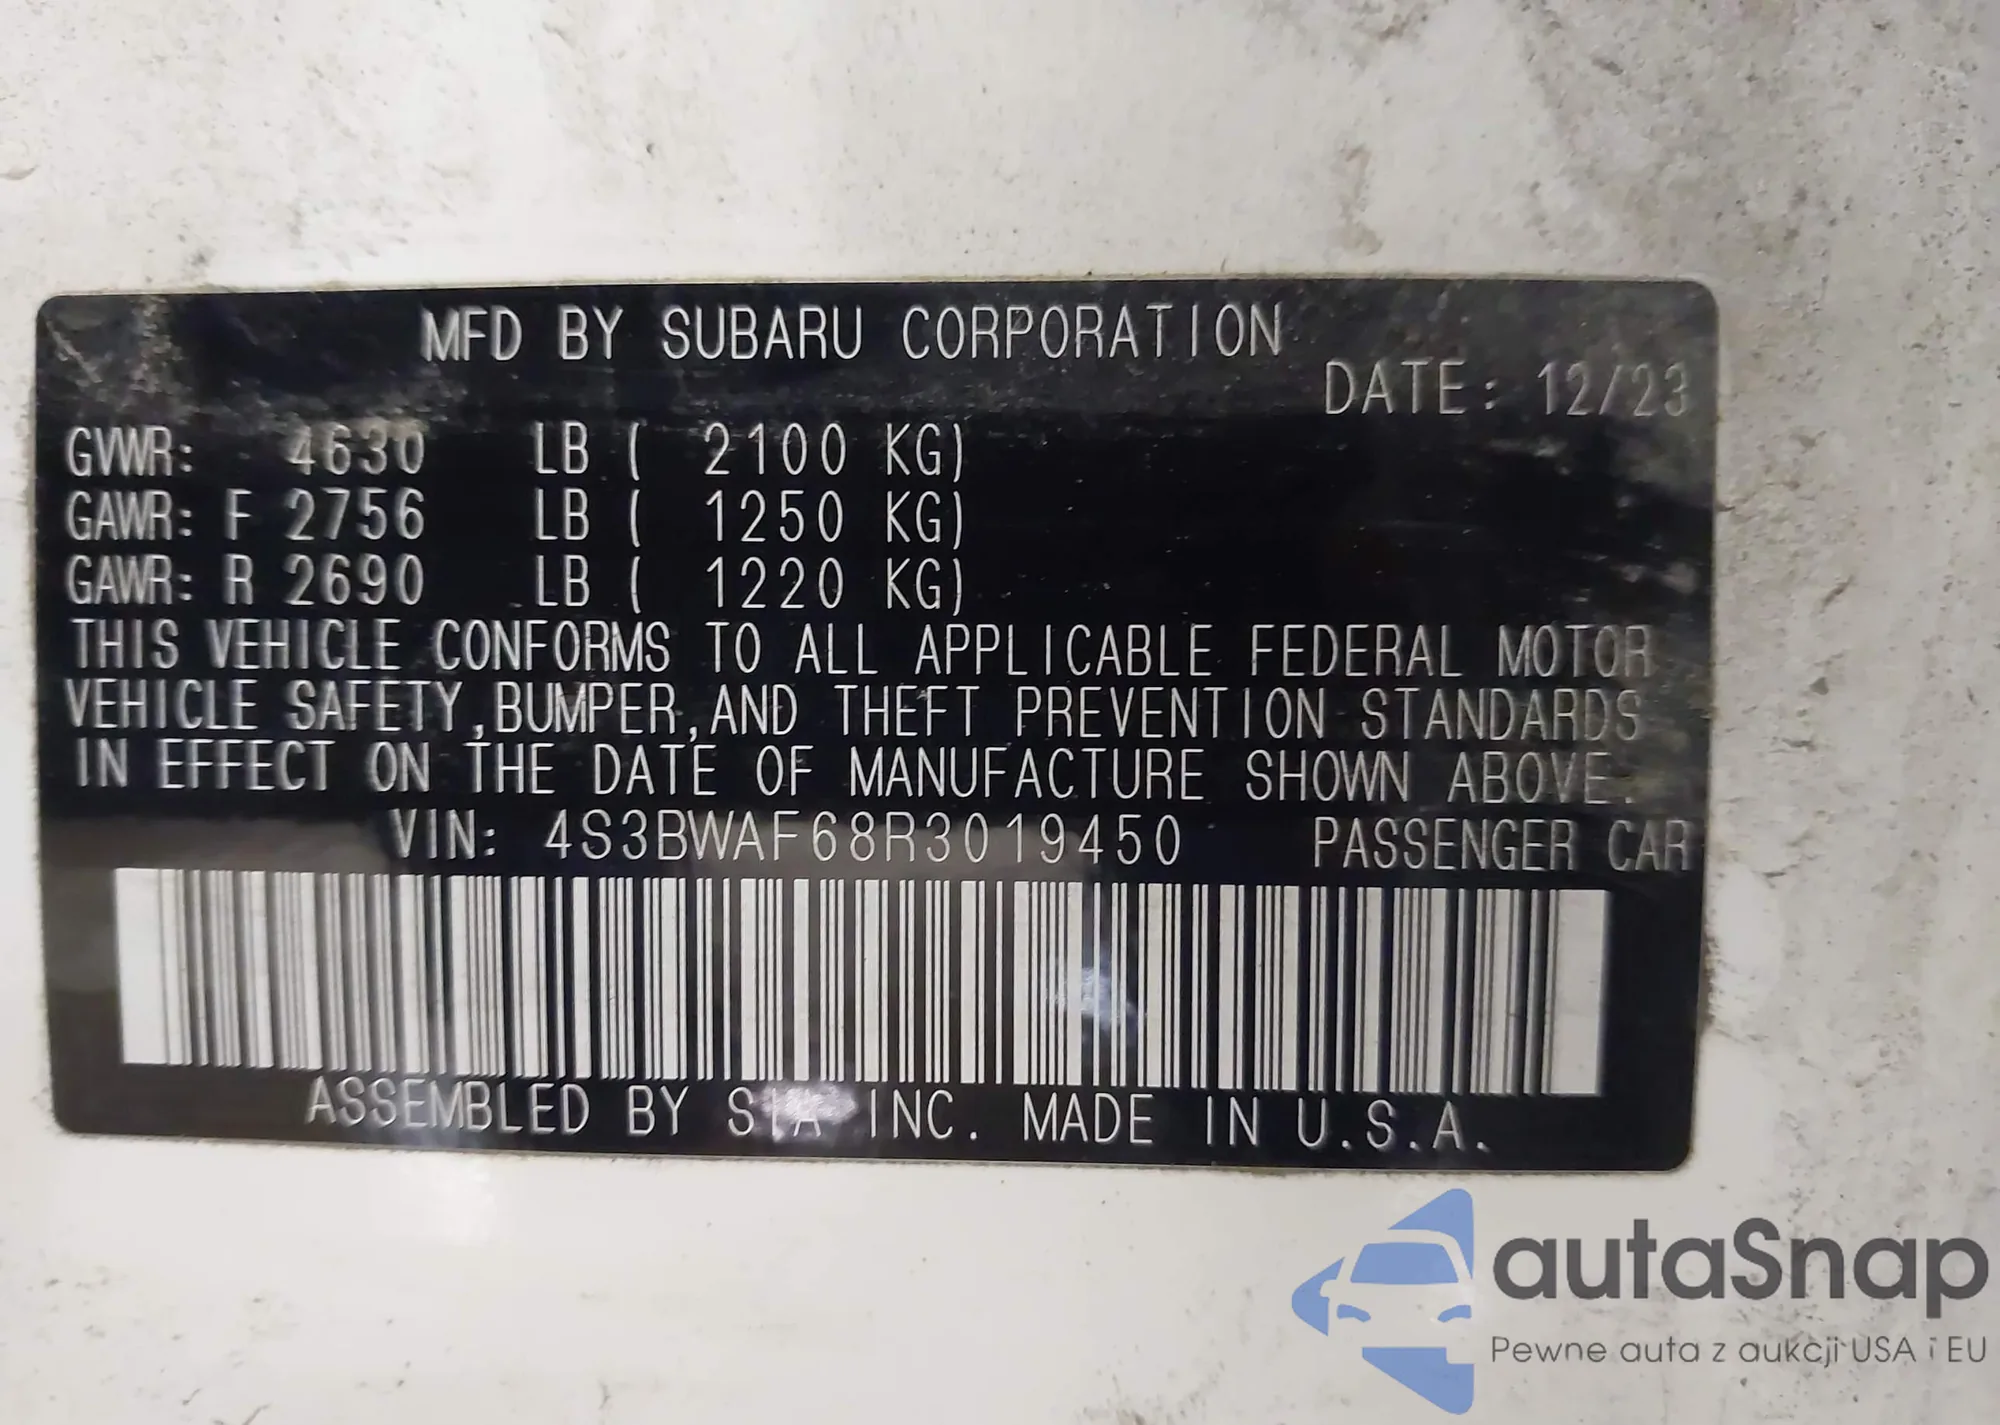 MFD BY SUBARU CORPORATION
DATE: 12/23
GVWR: 4630 LB ( 2100 KG)
GAWR: F 2756 LB ( 1250 KG)
GAWR: R 2690 LB ( 1220 KG)
THIS VEHICLE CONFORMS TO ALL APPLICABLE FEDERAL MOTOR
VEHICLE SAFETY,BUMPER,AND THEFT PREVENTION STANDARDS
IN EFFECT ON THE DATE OF MANUFACTURE SHOWN ABOVE.
VIN: 4S3BWAF68R3019450 PASSENGER CAR
ASSEMBLED BY SIA INC. MADE IN U.S.A.
autaSnap
Pewne auta z aukcji USA i EU